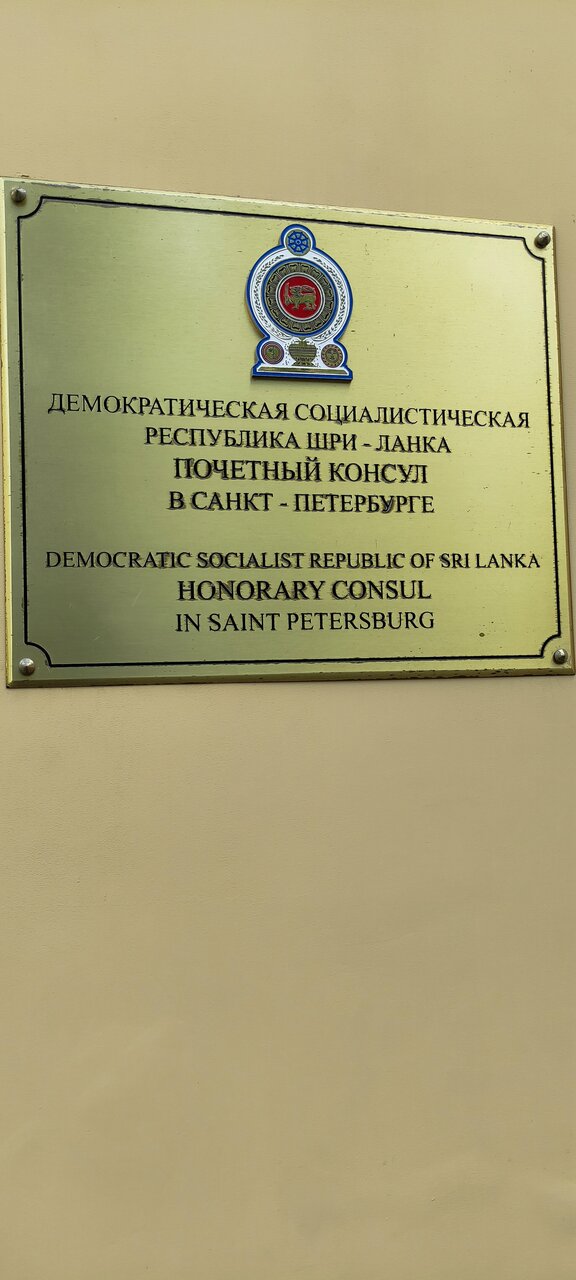 ДЕМОКРАТИЧЕСКАЯ СОЦИАЛИСТИЧЕСКАЯ
РЕСПУБЛИКА ШРИ - ЛАНКА
ПОЧЕТНЫЙ КОНСУЛ
В САНКТ - ПЕТЕРБУРГЕ
DEMOCRATIC SOCIALIST REPUBLIC OF SRI LANKA
HONORARY CONSUL
IN SAINT PETERSBURG